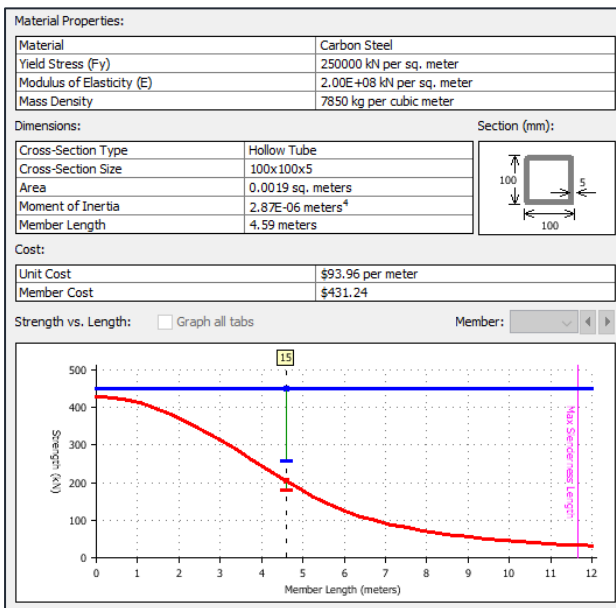 Material Properties:
Material Carbon Steel
Yield Stress (Fy) 250000 kN per sq. meter
Modulus of Elasticity (E) 2.00E+08 kN per sq. meter
Mass Density 7850 kg per cubic meter
Dimensions: Section (mm):
Cross-Section Type Hollow Tube
Cross-Section Size 100x100x5
Area 0.0019 sq. meters
Moment of Inertia 2.87E-06 meters⁴
Member Length 4.59 meters
100 5
100
Cost:
Unit Cost $93.96 per meter
Member Cost $431.24
Strength vs. Length: Graph all tabs Member:
15
500
400
300
200
100
0
Strength (kN)
Max Slenderness Length
0 1 2 3 4 5 6 7 8 9 10 11 12
Member Length (meters)